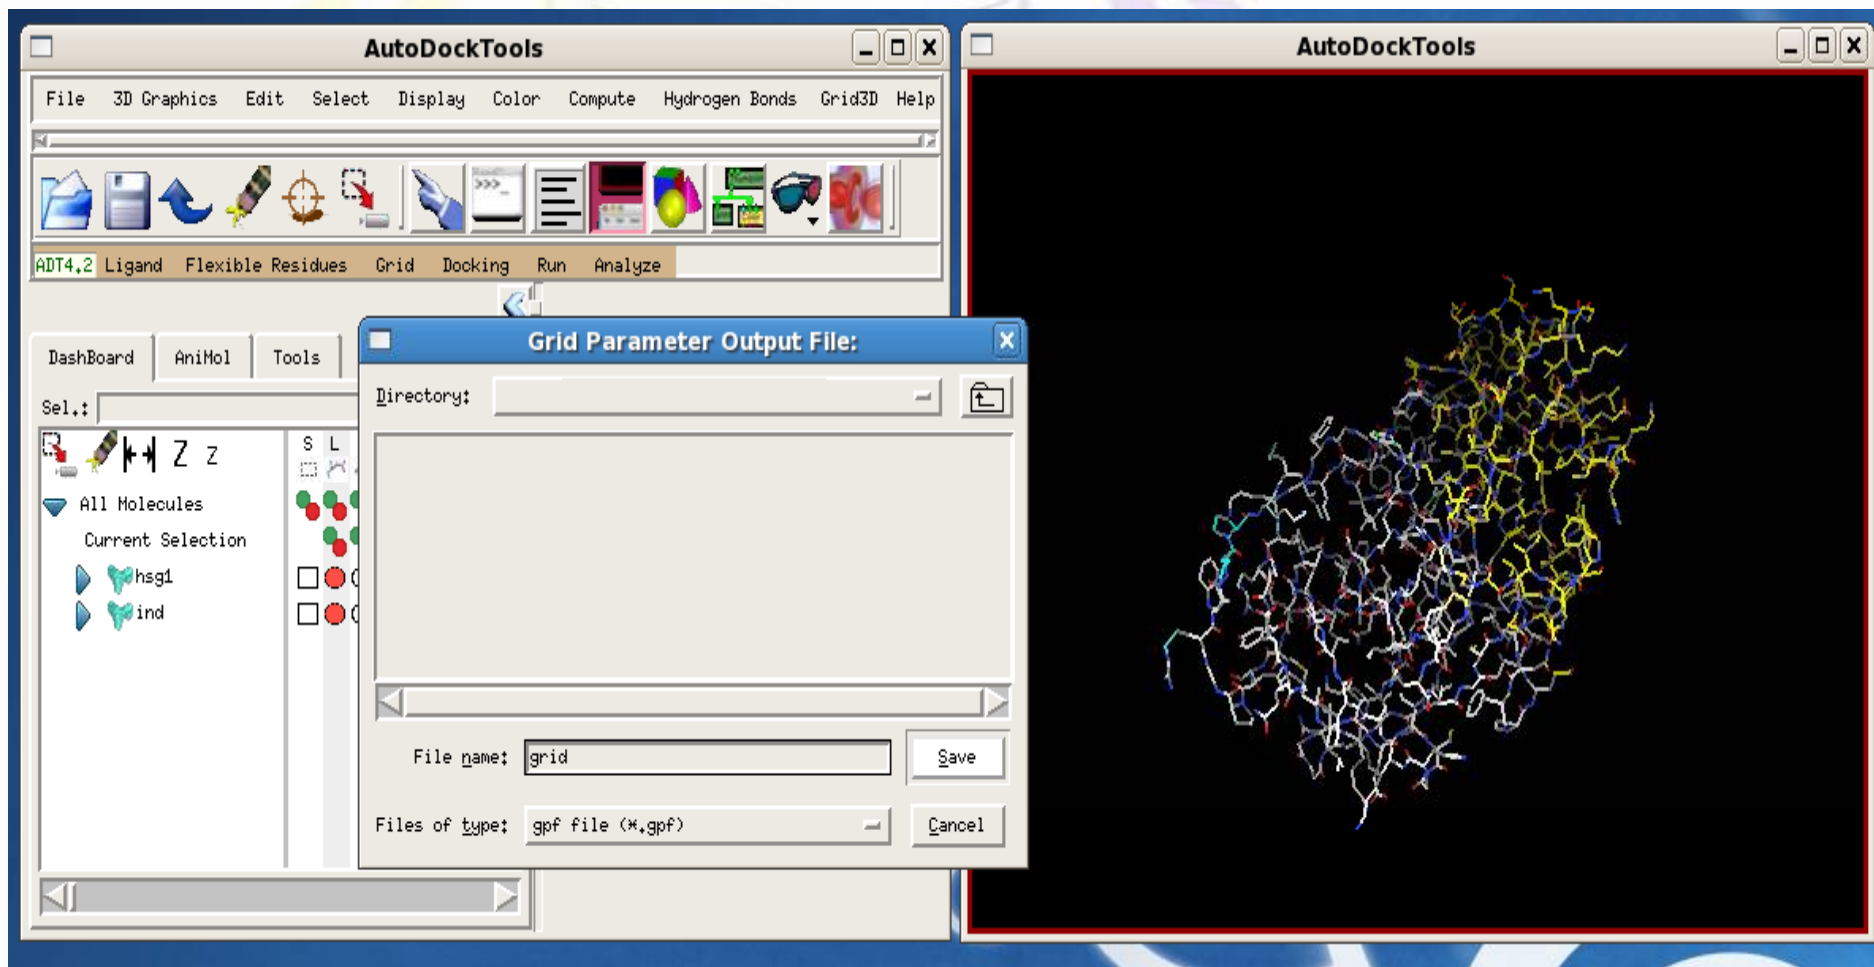 AutoDockTools
File 3D Graphics Edit Select Display Color Compute Hydrogen Bonds Grid3D Help
>>>_
ADT4.2 Ligand Flexible Residues Grid Docking Run Analyze
DashBoard AniMol Tools
Sel.:
Z z
S L
All Molecules
Current Selection
hsg1
ind
Grid Parameter Output File:
Directory:
File name: grid
Save
Files of type: gpf file (*.gpf)
Cancel
AutoDockTools